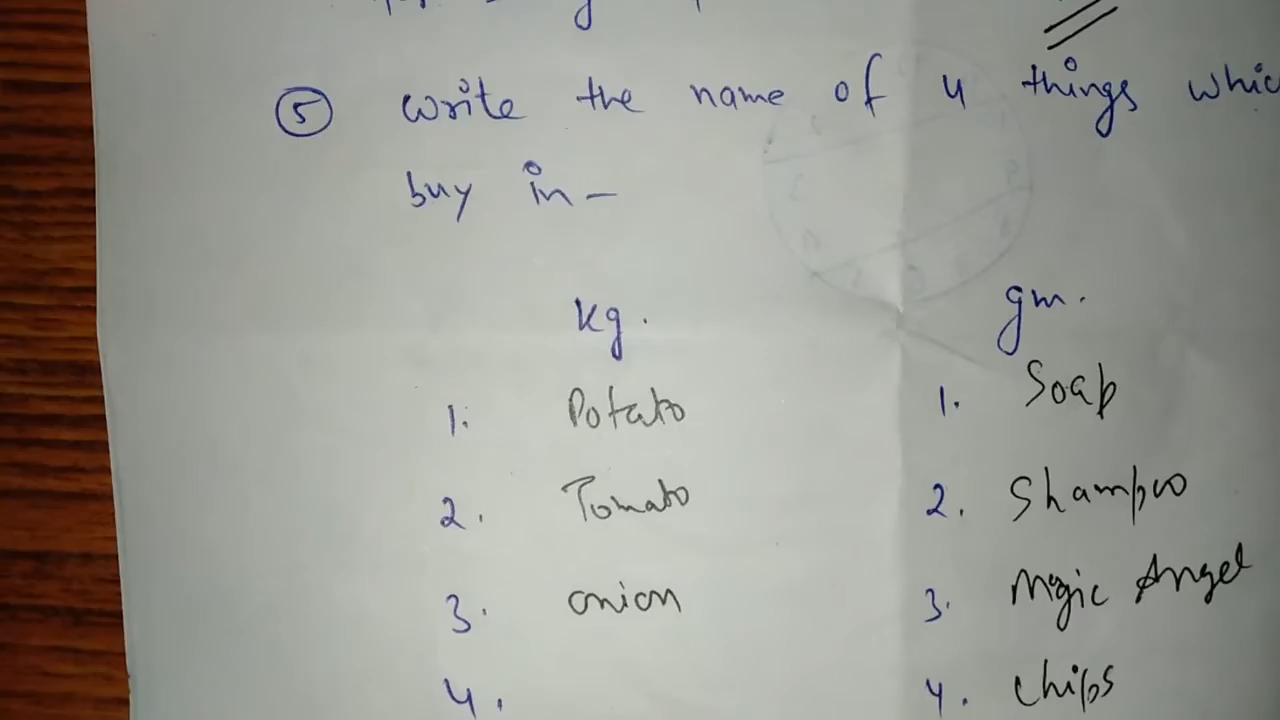 ⑤ Write the name of 4 things whic
buy in-
kg. gm.
1. Potato 1. Soap
2. Tomato 2. Shampoo
3. onion 3. Magic Angel
4. 4. Chips